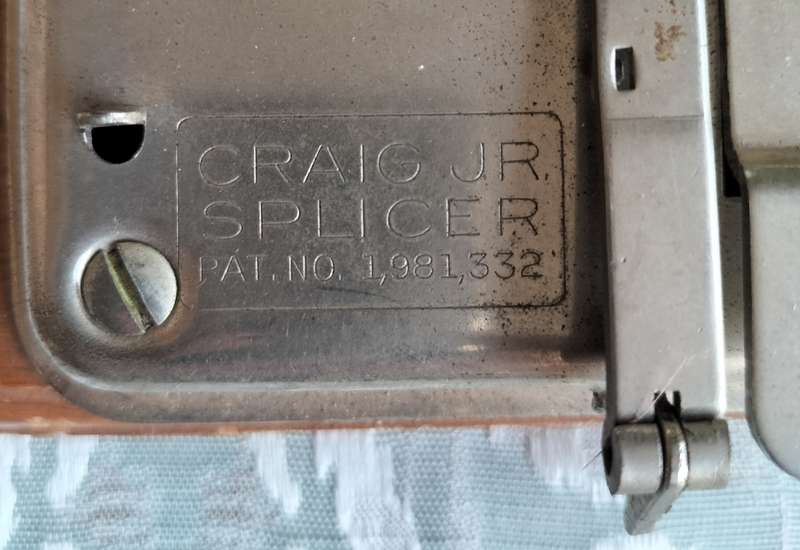 CRAIG JR.
SPLICER
PAT. NO. 1,981,332